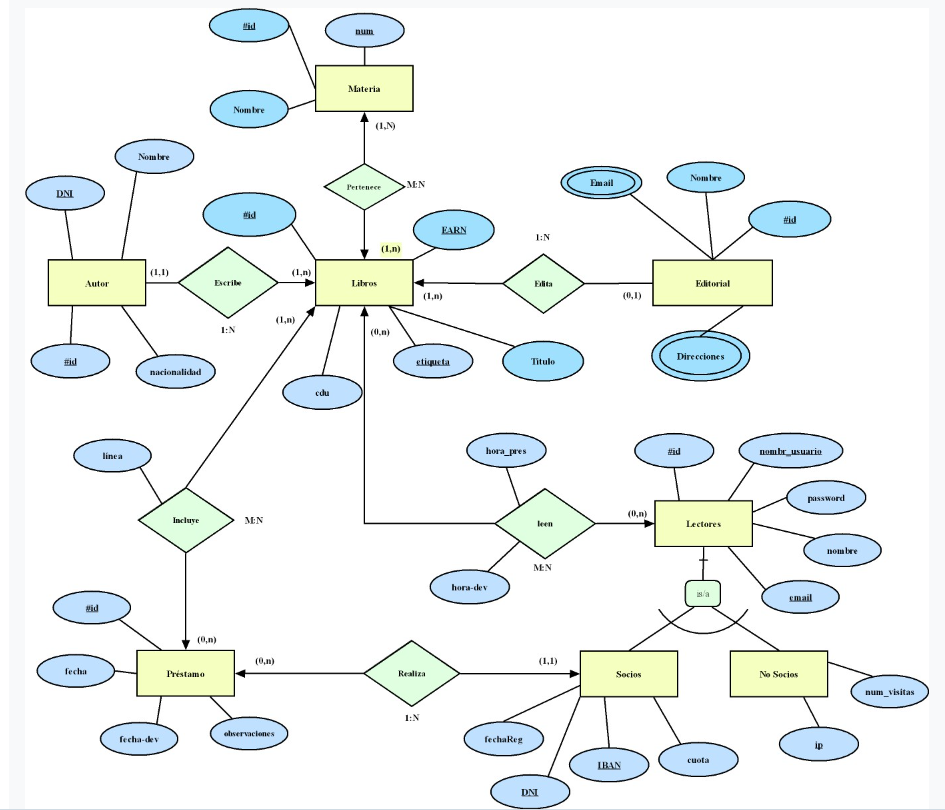 #id
num
Materia
Nombre
(1,N)
Nombre
DNI
Pertenece
M:N
Email
Nombre
#id
#id
EARN
1:N
(1,n)
Autor
(1,1)
Escribe
(1,n)
Libros
(1,n)
Edita
(0,1)
Editorial
1:N
(1,n)
(0,n)
#id
nacionalidad
cdu
etiqueta
Titulo
Direcciones
linea
hora_pres
#id
nombr_usuario
password
Incluye
M:N
leen
(0,n)
Lectores
nombre
M:N
hora-dev
email
is/a
#id
(0,n)
fecha
Préstamo
(0,n)
Realiza
(1,1)
Socios
No Socios
num_visitas
1:N
fecha-dev
observaciones
fechaReg
DNI
IBAN
cuota
ip